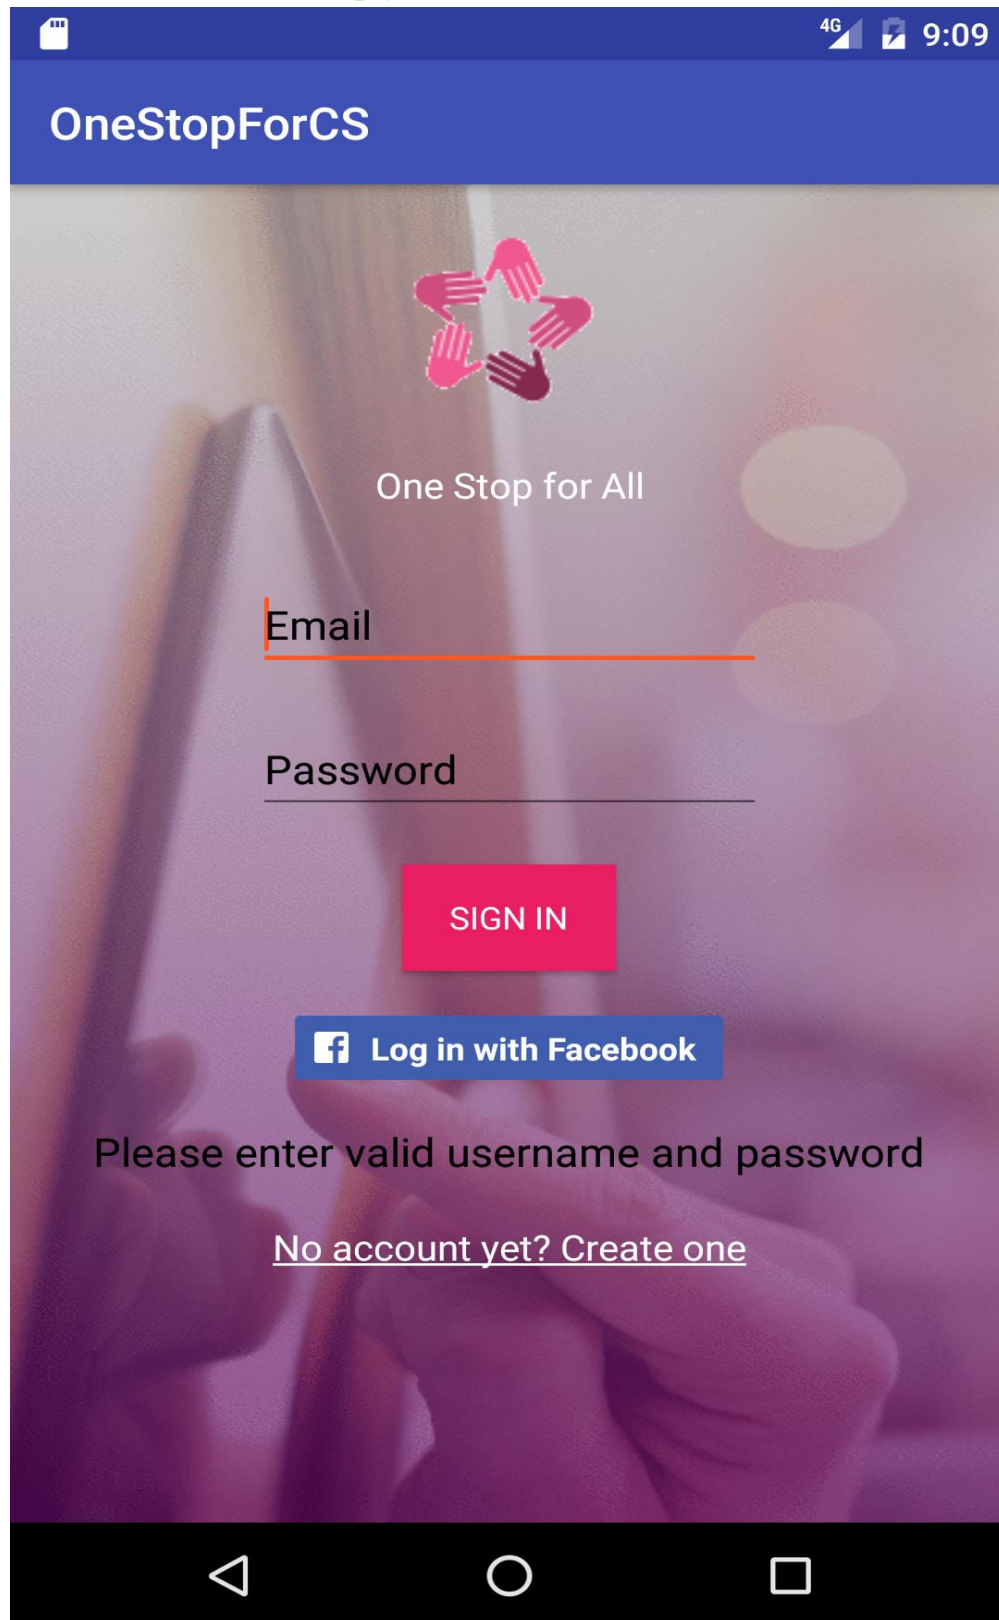 4G 9:09
OneStopForCS
One Stop for All
Email
Password
SIGN IN
f Log in with Facebook
Please enter valid username and password
No account yet? Create one